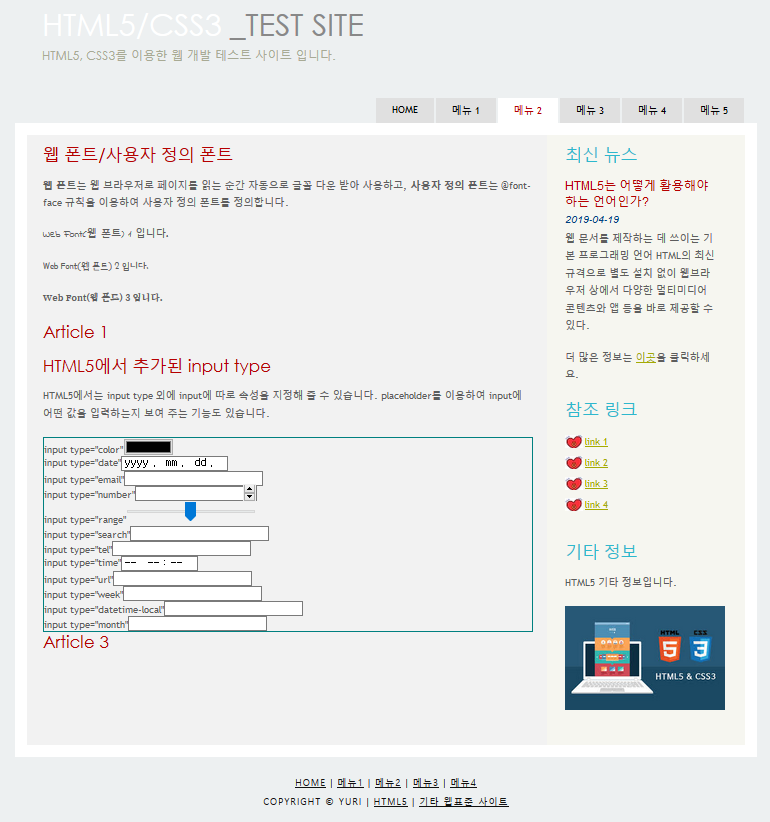 HTML5/CSS3 _TEST SITE
HTML5, CSS3를 이용한 웹 개발 테스트 사이트 입니다.
HOME 메뉴 1 메뉴 2 메뉴 3 메뉴 4 메뉴 5
웹 폰트/사용자 정의 폰트
웹 폰트는 웹 브라우저로 페이지를 읽는 순간 자동으로 글꼴 다운 받아 사용하고, 사용자 정의 폰트는 @font-
face 규칙을 이용하여 사용자 정의 폰트를 정의합니다.
Web Font(웹 폰트) 1 입니다.
Web Font(웹 폰트) 2 입니다.
Web Font(웹 폰트) 3 입니다.
Article 1
HTML5에서 추가된 input type
HTML5에서는 input type 외에 input에 따로 속성을 지정해 줄 수 있습니다. placeholder를 이용하여 input에
어떤 값을 입력하는지 보여 주는 기능도 있습니다.
input type="color"
input type="date" yyyy. mm. dd.
input type="email"
input type="number"
input type="range"
input type="search"
input type="tel"
input type="time" -- --:--
input type="url"
input type="week"
input type="datetime-local"
input type="month"
Article 3
최신 뉴스
HTML5는 어떻게 활용해야
하는 언어인가?
2019-04-19
웹 문서를 제작하는 데 쓰이는 기
본 프로그래밍 언어 HTML의 최신
규격으로 별도 설치 없이 웹브라
우저 상에서 다양한 멀티미디어
콘텐츠와 앱 등을 바로 제공할 수
있다.
더 많은 정보는 이곳을 클릭하세
요.
참조 링크
link 1
link 2
link 3
link 4
기타 정보
HTML5 기타 정보입니다.
HTML CSS
5 3
HTML5 & CSS3
HOME | 메뉴1 | 메뉴2 | 메뉴3 | 메뉴4
COPYRIGHT © YURI | HTML5 | 기타 웹표준 사이트